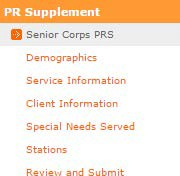 PR Supplement
Senior Corps PRS
Demographics
Service Information
Client Information
Special Needs Served
Stations
Review and Submit